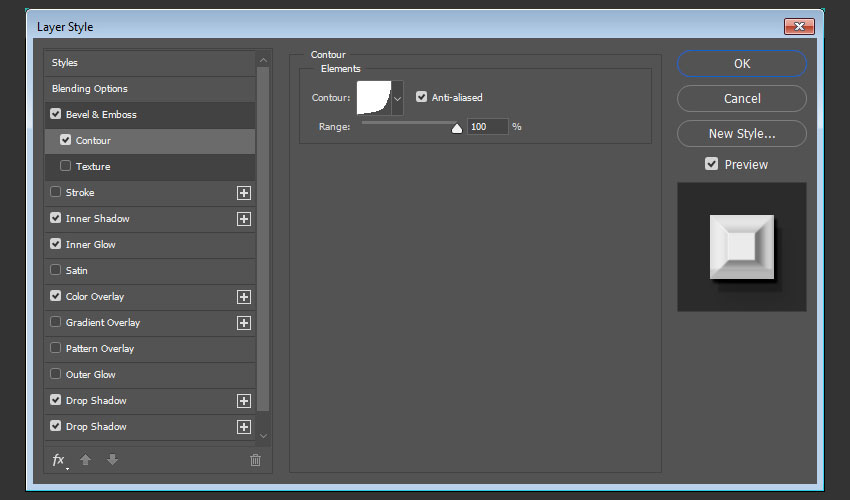 Layer Style
Styles
Blending Options
Bevel & Emboss
Contour
Texture
Stroke
Inner Shadow
Inner Glow
Satin
Color Overlay
Gradient Overlay
Pattern Overlay
Outer Glow
Drop Shadow
Drop Shadow
fx
Contour
Elements
Contour:
Anti-aliased
Range:
100
%
OK
Cancel
New Style...
Preview